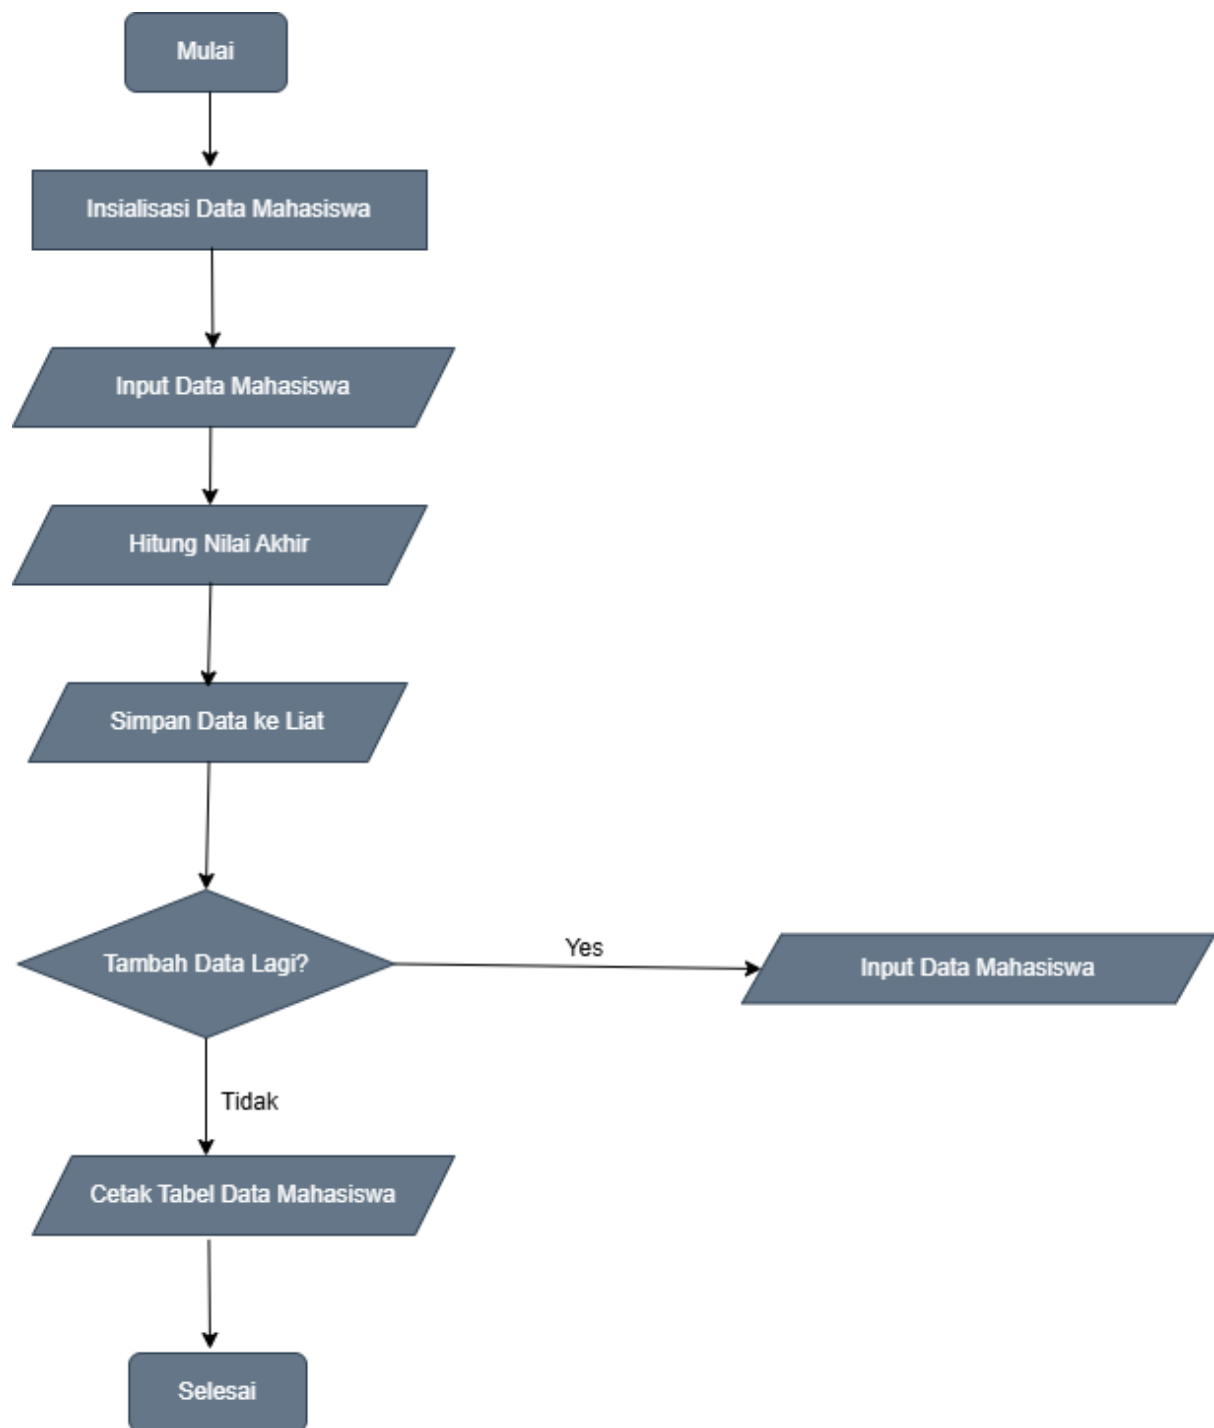 Mulai
Insialisasi Data Mahasiswa
Input Data Mahasiswa
Hitung Nilai Akhir
Simpan Data ke Liat
Tambah Data Lagi?
Yes
Input Data Mahasiswa
Tidak
Cetak Tabel Data Mahasiswa
Selesai